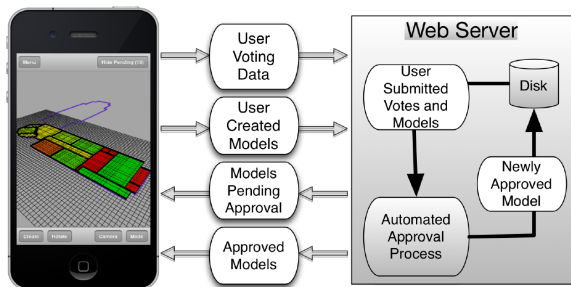 Menu
Hide Pending (10)
Create
Rotate
Camera
Mode
User
Voting
Data
User
Created
Models
Models
Pending
Approval
Approved
Models
Web Server
User
Submitted
Votes and
Models
Disk
Newly
Approved
Model
Automated
Approval
Process